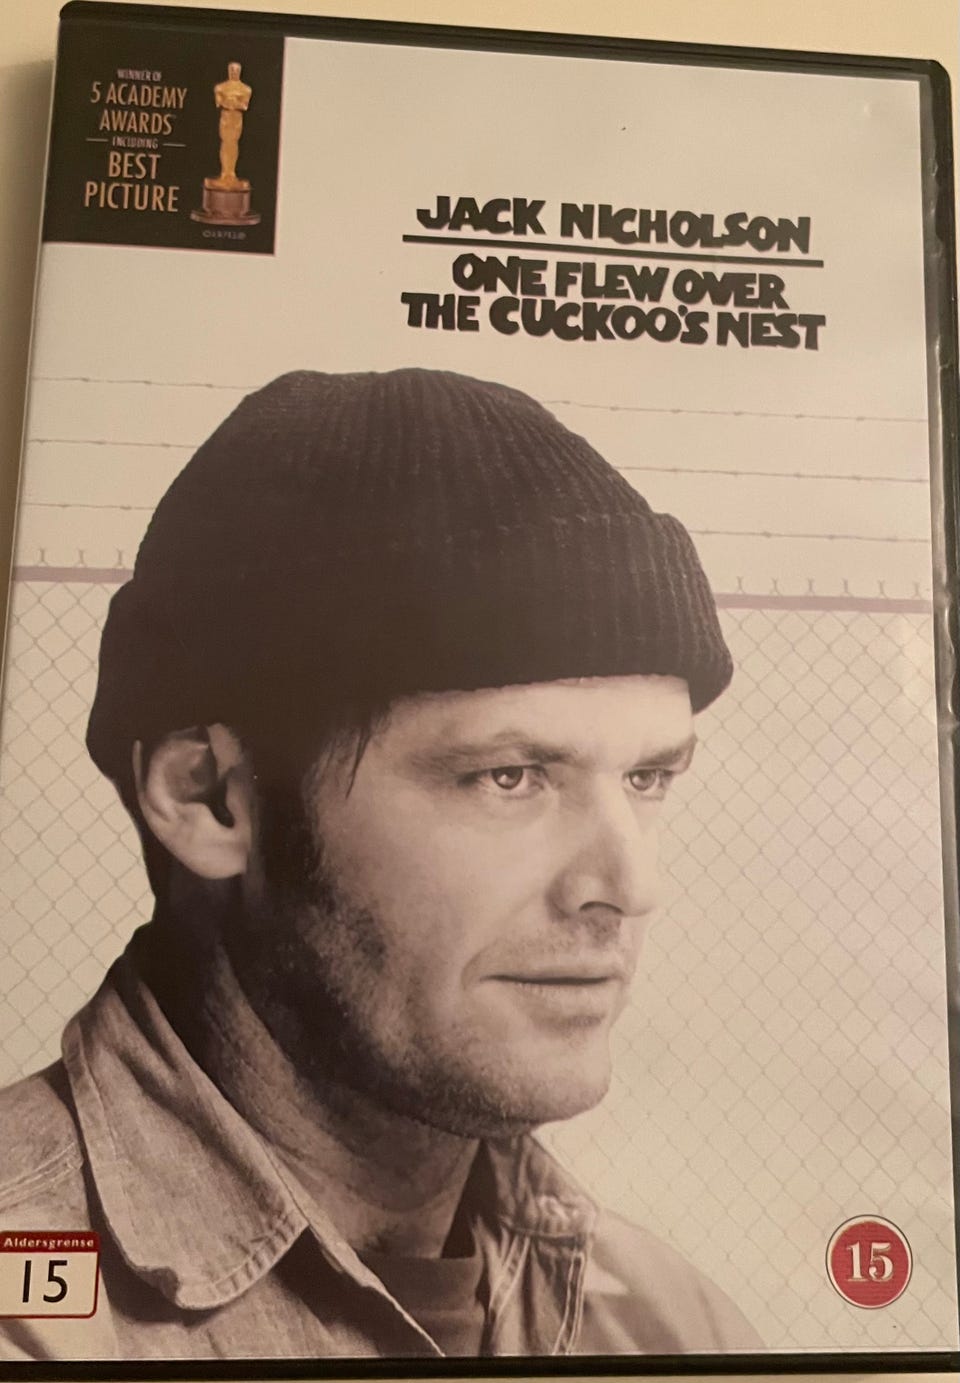 WINNER OF
5 ACADEMY
AWARDS
INCLUDING
BEST
PICTURE
JACK NICHOLSON
ONE FLEW OVER
THE CUCKOO'S NEST
Aldersgrense
15
15